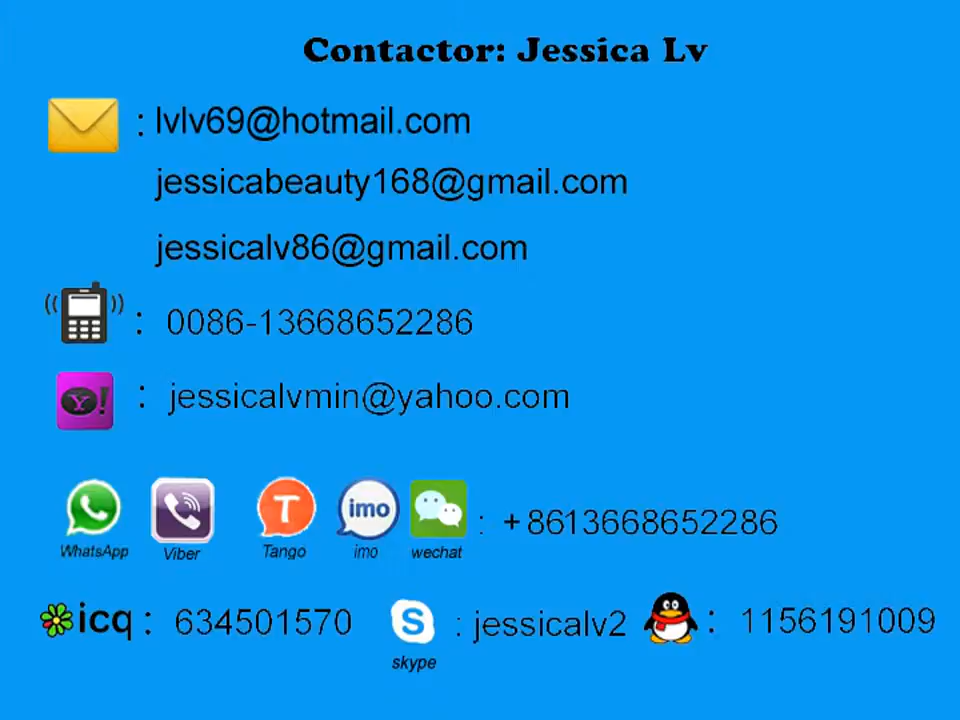 Contactor: Jessica Lv
: lvlv69@hotmail.com
jessicabeauty168@gmail.com
jessicalv86@gmail.com
: 0086-13668652286
Y! : jessicalvmin@yahoo.com
T imo
WhatsApp Viber Tango imo wechat : +8613668652286
icq : 634501570 S : jessicalv2 : 1156191009
skype